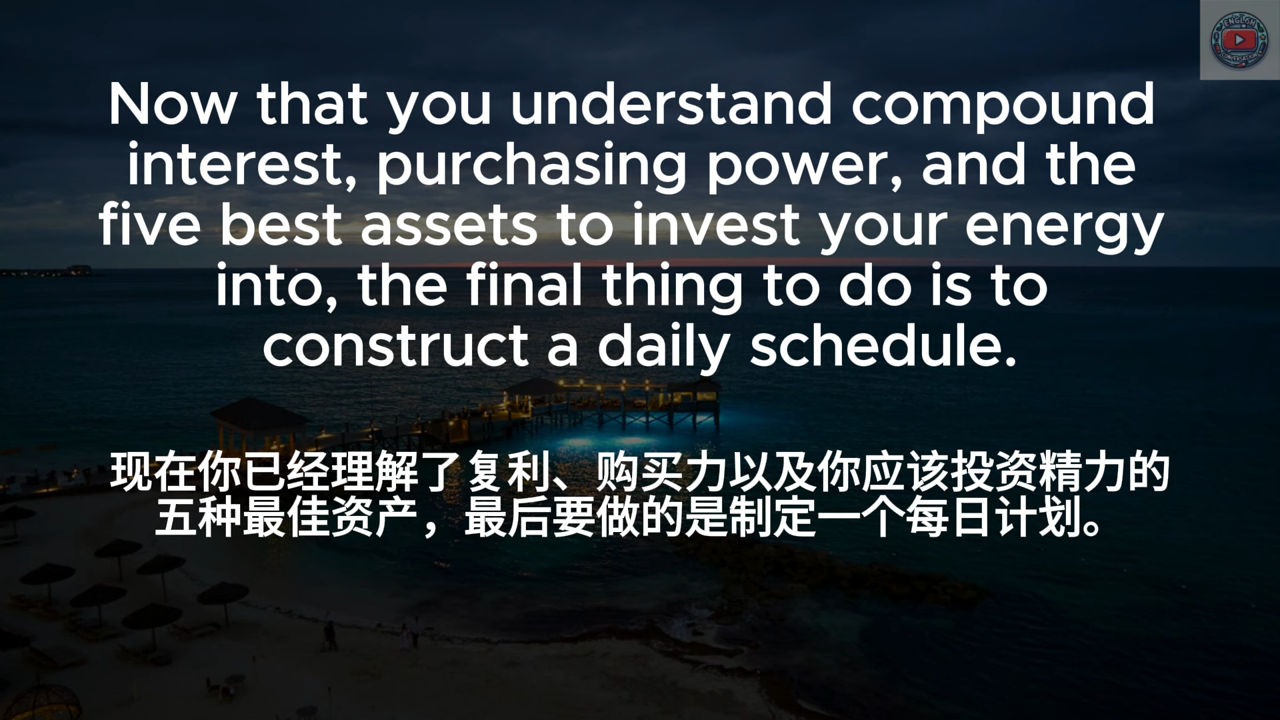 ENGLISH
CONVERSATION
Now that you understand compound
interest, purchasing power, and the
five best assets to invest your energy
into, the final thing to do is to
construct a daily schedule.
现在你已经理解了复利、购买力以及你应该投资精力的
五种最佳资产，最后要做的是制定一个每日计划。